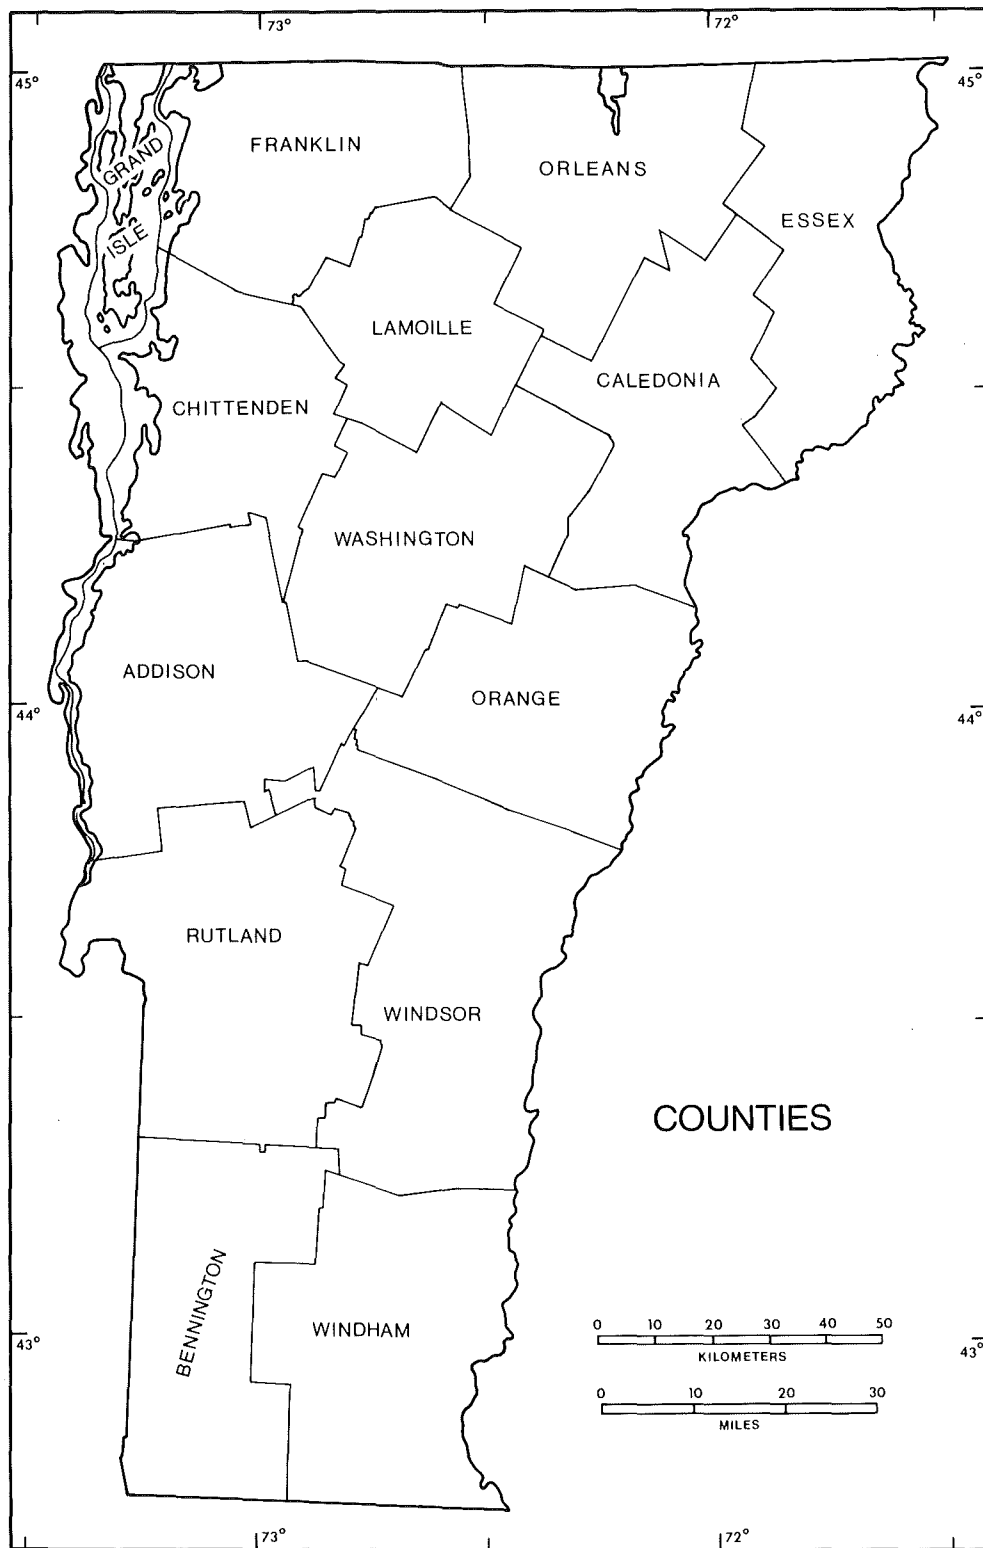 73°
72°
45°
45°
FRANKLIN
ORLEANS
GRAND
ISLE
ESSEX
LAMOILLE
CALEDONIA
CHITTENDEN
WASHINGTON
ADDISON
ORANGE
44°
44°
RUTLAND
WINDSOR
COUNTIES
BENNINGTON
WINDHAM
43°
43°
0 10 20 30 40 50
KILOMETERS
0 10 20 30
MILES
73°
72°